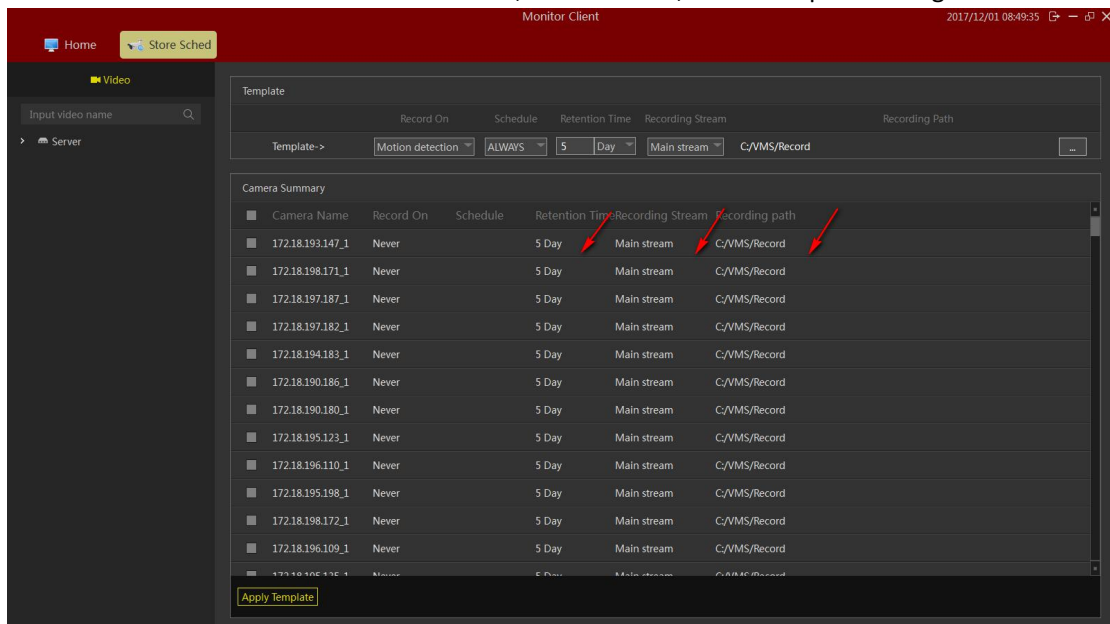 Monitor Client 2017/12/01 08:49:35
Home Store Sched
Video
Input video name
Server
Template
Record On Schedule Retention Time Recording Stream Recording Path
Template-> Motion detection ALWAYS 5 Day Main stream C:/VMS/Record ...
Camera Summary
Camera Name Record On Schedule Retention Time Recording Stream Recording path
172.18.193.147_1 Never 5 Day Main stream C:/VMS/Record
172.18.198.171_1 Never 5 Day Main stream C:/VMS/Record
172.18.197.187_1 Never 5 Day Main stream C:/VMS/Record
172.18.197.182_1 Never 5 Day Main stream C:/VMS/Record
172.18.194.183_1 Never 5 Day Main stream C:/VMS/Record
172.18.190.186_1 Never 5 Day Main stream C:/VMS/Record
172.18.190.180_1 Never 5 Day Main stream C:/VMS/Record
172.18.195.123_1 Never 5 Day Main stream C:/VMS/Record
172.18.196.110_1 Never 5 Day Main stream C:/VMS/Record
172.18.195.198_1 Never 5 Day Main stream C:/VMS/Record
172.18.198.172_1 Never 5 Day Main stream C:/VMS/Record
172.18.196.109_1 Never 5 Day Main stream C:/VMS/Record
Never 5 Day Main stream C:/VMS/Record
Apply Template